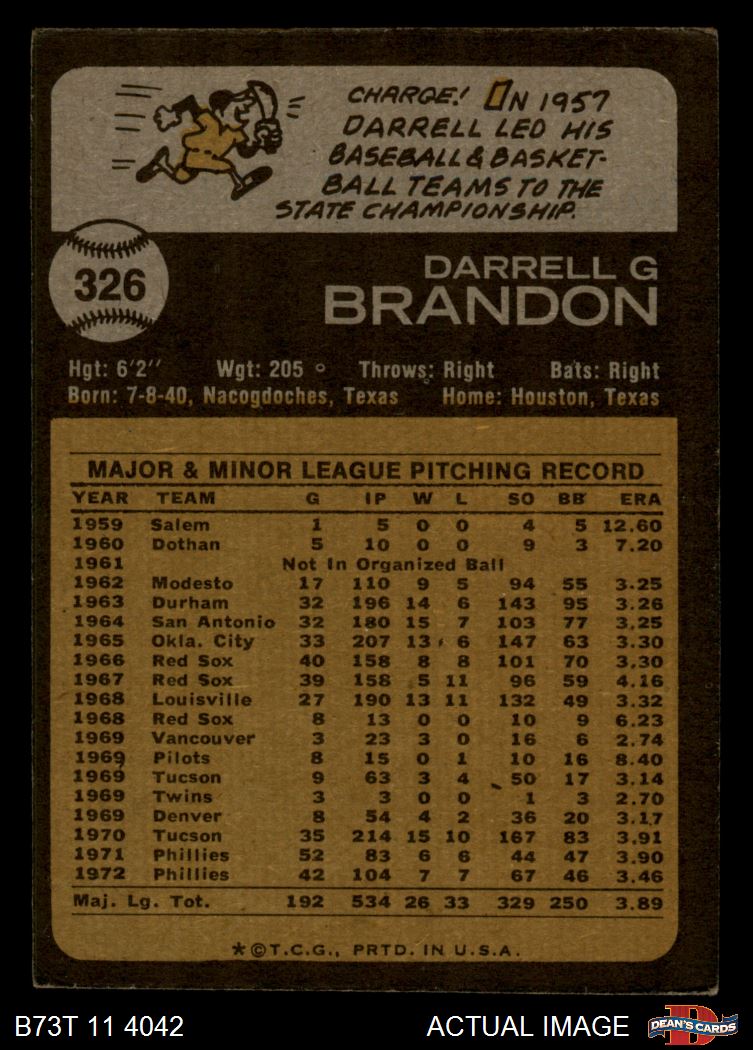 CHARGE! IN 1957
DARRELL LED HIS
BASEBALL & BASKET-
BALL TEAMS TO THE
STATE CHAMPIONSHIP.
326
DARRELL G
BRANDON
Hgt: 6'2'' Wgt: 205 Throws: Right Bats: Right
Born: 7-8-40, Nacogdoches, Texas Home: Houston, Texas
MAJOR & MINOR LEAGUE PITCHING RECORD
YEAR TEAM G IP W L SO BB ERA
1959 Salem 1 5 0 0 4 5 12.60
1960 Dothan 5 10 0 0 9 3 7.20
1961 Not In Organized Ball
1962 Modesto 17 110 9 5 94 55 3.25
1963 Durham 32 196 14 6 143 95 3.26
1964 San Antonio 32 180 15 7 103 77 3.25
1965 Okla. City 33 207 13 6 147 63 3.30
1966 Red Sox 40 158 8 8 101 70 3.30
1967 Red Sox 39 158 5 11 96 59 4.16
1968 Louisville 27 190 13 11 132 49 3.32
1968 Red Sox 8 13 0 0 10 9 6.23
1969 Vancouver 3 23 3 0 16 6 2.74
1969 Pilots 8 15 0 1 10 16 8.40
1969 Tucson 9 63 3 4 50 17 3.14
1969 Twins 3 3 0 0 1 3 2.70
1969 Denver 8 54 4 2 36 20 3.17
1970 Tucson 35 214 15 10 167 83 3.91
1971 Phillies 52 83 6 6 44 47 3.90
1972 Phillies 42 104 7 7 67 46 3.46
Maj. Lg. Tot. 192 534 26 33 329 250 3.89
*©T.C.G., PRTD. IN U.S.A.
B73T 11 4042 ACTUAL IMAGE DEAN'S CARDS